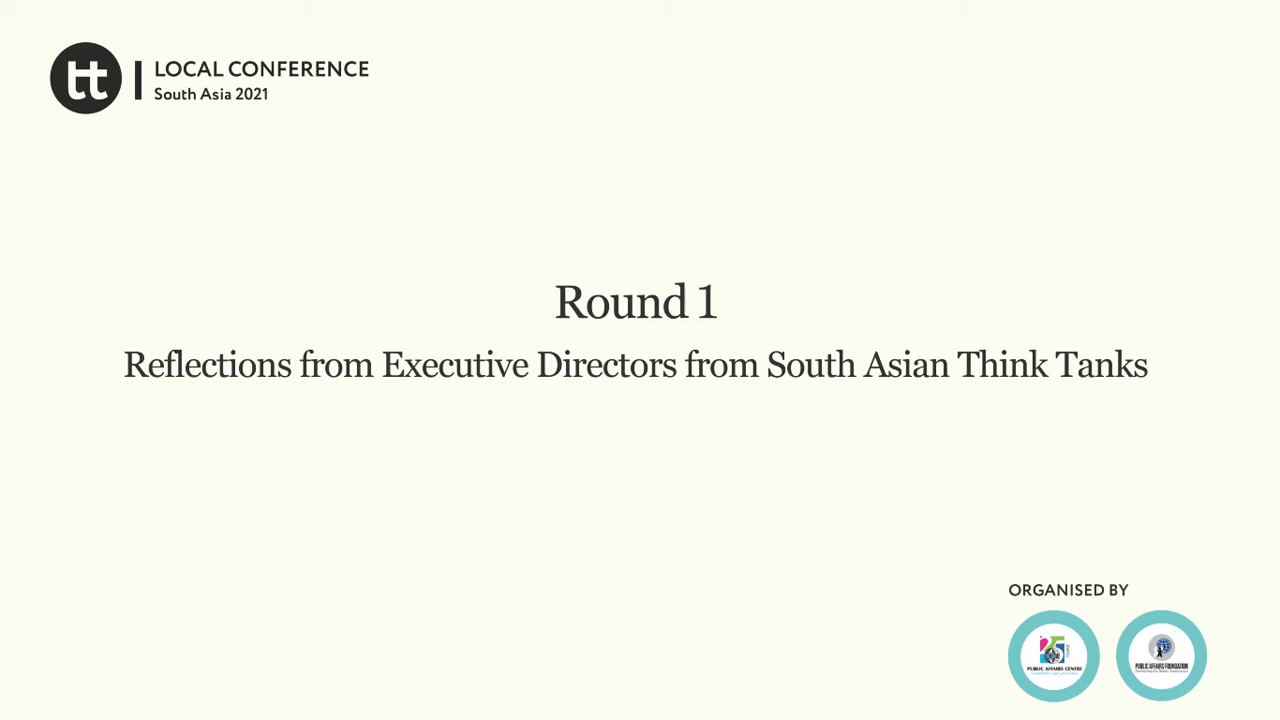 tt
LOCAL CONFERENCE
South Asia 2021
Round 1
Reflections from Executive Directors from South Asian Think Tanks
ORGANISED BY
25
PUBLIC AFFAIRS CENTRE
PUBLIC AFFAIRS FOUNDATION